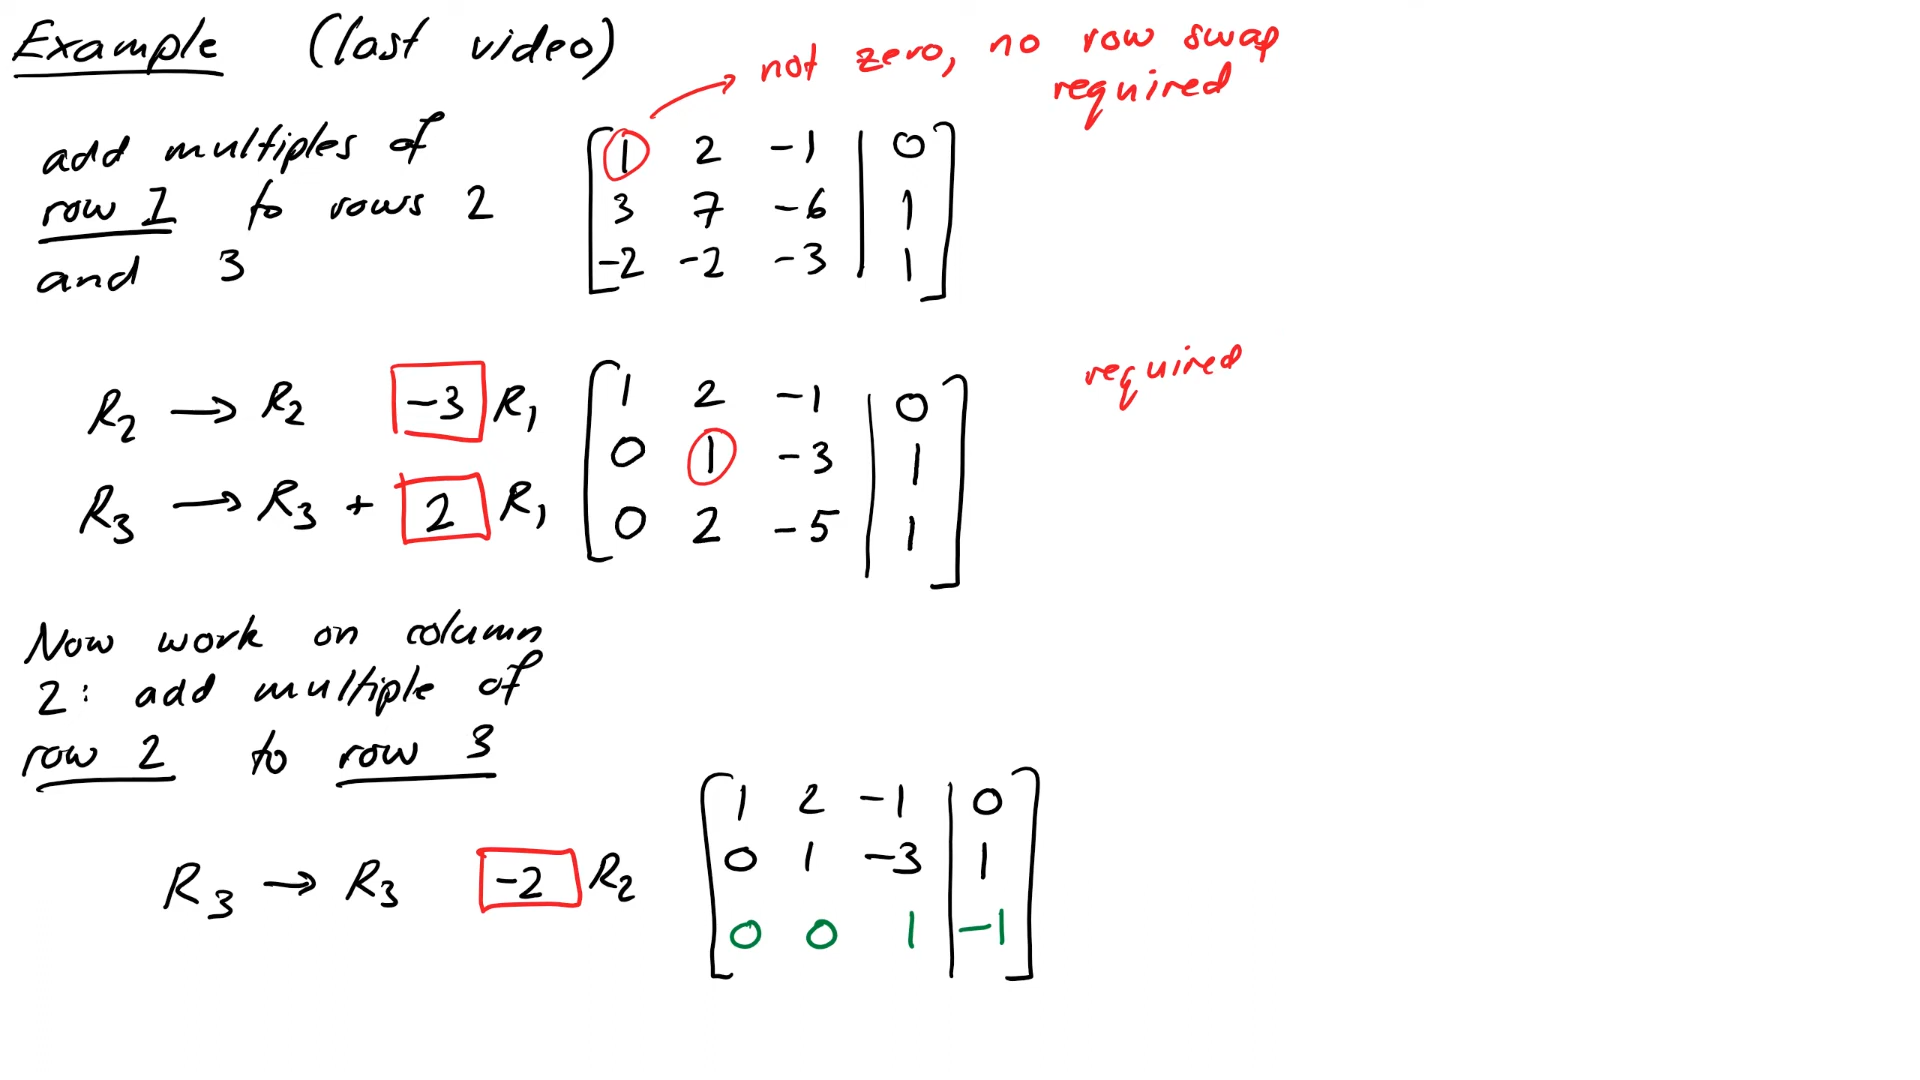 Example (last video)
not zero, no row swap
required
add multiples of
row 1 to rows 2
and 3
1 2 -1 | 0
3 7 -6 | 1
-2 -2 -3 | 1
required
R2 → R2 -3 R1
R3 → R3 + 2 R1
1 2 -1 | 0
0 1 -3 | 1
0 2 -5 | 1
Now work on column
2: add multiple of
row 2 to row 3
R3 → R3 -2 R2
1 2 -1 | 0
0 1 -3 | 1
0 0 1 | -1